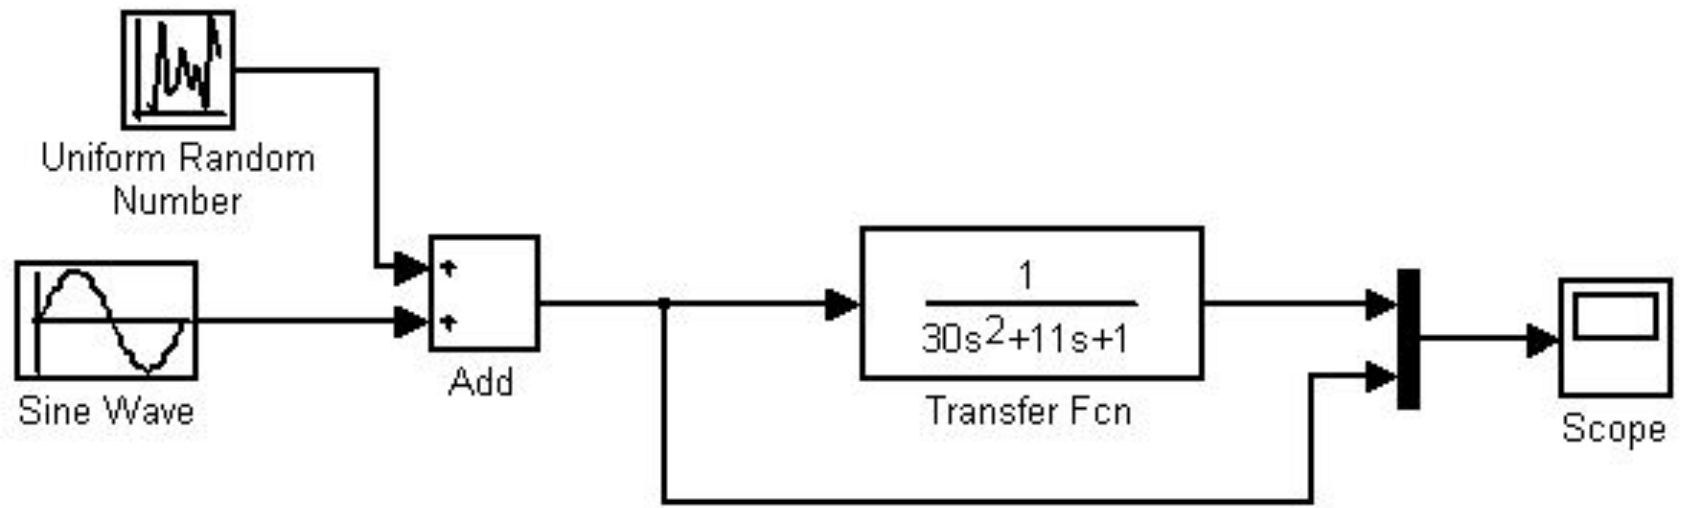 Uniform Random
Number
Sine Wave
+
+
Add
1
30s²+11s+1
Transfer Fcn
Scope